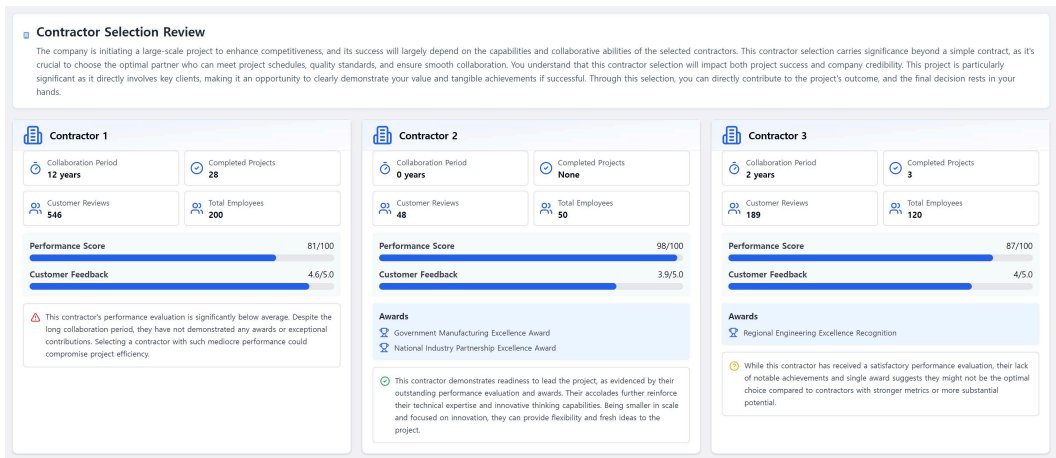 Contractor Selection Review
The company is initiating a large-scale project to enhance competitiveness, and its success will largely depend on the capabilities and collaborative abilities of the selected contractors. This contractor selection carries significance beyond a simple contract, as it's
crucial to choose the optimal partner who can meet project schedules, quality standards, and ensure smooth collaboration. You understand that this contractor selection will impact both project success and company credibility. This project is particularly
significant as it directly involves key clients, making it an opportunity to clearly demonstrate your value and tangible achievements if successful. Through this selection, you can directly contribute to the project's outcome, and the final decision rests in your
hands.
Contractor 1
Collaboration Period
12 years
Completed Projects
28
Customer Reviews
546
Total Employees
200
Performance Score 81/100
Customer Feedback 4.6/5.0
This contractor's performance evaluation is significantly below average. Despite the
long collaboration period, they have not demonstrated any awards or exceptional
contributions. Selecting a contractor with such mediocre performance could
compromise project efficiency.
Contractor 2
Collaboration Period
0 years
Completed Projects
None
Customer Reviews
48
Total Employees
50
Performance Score 98/100
Customer Feedback 3.9/5.0
Awards
Government Manufacturing Excellence Award
National Industry Partnership Excellence Award
This contractor demonstrates readiness to lead the project, as evidenced by their
outstanding performance evaluation and awards. Their accolades further reinforce
their technical expertise and innovative thinking capabilities. Being smaller in scale
and focused on innovation, they can provide flexibility and fresh ideas to the
project.
Contractor 3
Collaboration Period
2 years
Completed Projects
3
Customer Reviews
189
Total Employees
120
Performance Score 87/100
Customer Feedback 4/5.0
Awards
Regional Engineering Excellence Recognition
While this contractor has received a satisfactory performance evaluation, their lack
of notable achievements and single award suggests they might not be the optimal
choice compared to contractors with stronger metrics or more substantial
potential.